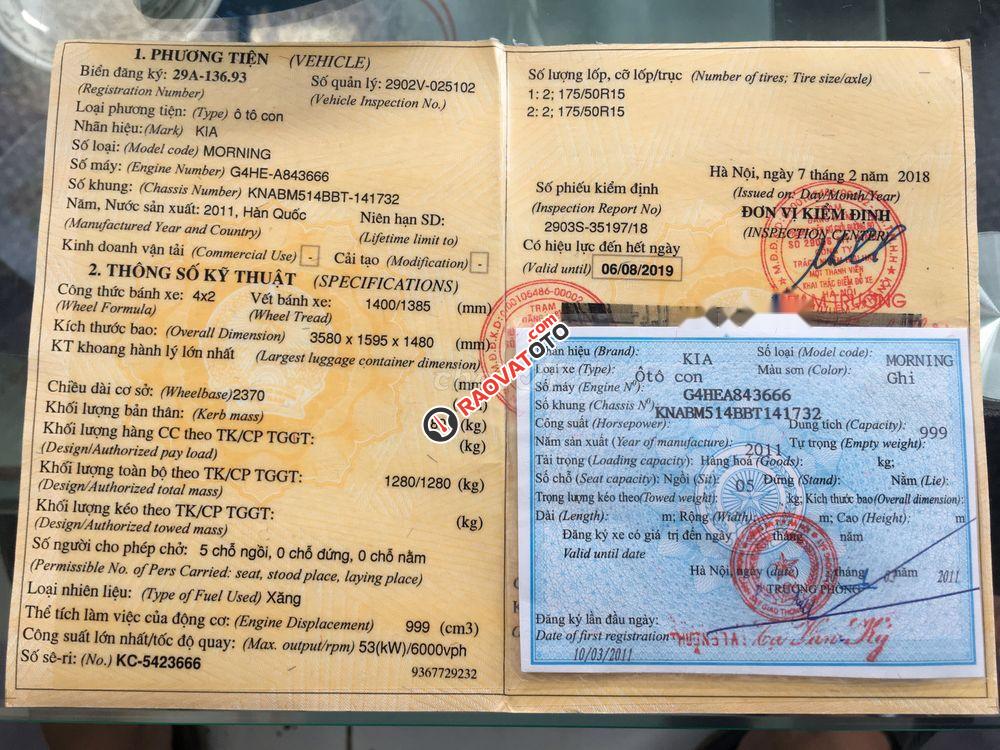 1. PHƯƠNG TIỆN (VEHICLE)
Biển đăng ký: 29A-136.93
(Registration Number)
Số quản lý: 2902V-025102
(Vehicle Inspection No.)
Loại phương tiện: (Type) ô tô con
Nhãn hiệu: (Mark) KIA
Số loại: (Model code) MORNING
Số máy: (Engine Number) G4HE-A843666
Số khung: (Chassis Number) KNABM514BBT-141732
Năm, Nước sản xuất: 2011, Hàn Quốc
(Manufactured Year and Country)
Niên hạn SD:
(Lifetime limit to)
Kinh doanh vận tải (Commercial Use) -
Cải tạo (Modification) -
2. THÔNG SỐ KỸ THUẬT (SPECIFICATIONS)
Công thức bánh xe: 4x2
(Wheel Formula)
Vết bánh xe: 1400/1385 (mm)
(Wheel Tread)
Kích thước bao: (Overall Dimension) 3580 x 1595 x 1480 (mm)
KT khoang hành lý lớn nhất
(Largest luggage container dimension)
Chiều dài cơ sở: (Wheelbase) 2370
Khối lượng bản thân: (Kerb mass) (kg)
Khối lượng hàng CC theo TK/CP TGGT: (kg)
(Design/Authorized pay load)
Khối lượng toàn bộ theo TK/CP TGGT: 1280/1280 (kg)
(Design/Authorized total mass)
Khối lượng kéo theo TK/CP TGGT: (kg)
(Design/Authorized towed mass)
Số người cho phép chở: 5 chỗ ngồi, 0 chỗ đứng, 0 chỗ nằm
(Permissible No. of Pers Carried: seat, stood place, laying place)
Loại nhiên liệu: (Type of Fuel Used) Xăng
Thể tích làm việc của động cơ: (Engine Displacement) 999 (cm3)
Công suất lớn nhất/tốc độ quay: (Max. output/rpm) 53(kW)/6000vph
Số sê-ri: (No.) KC-5423666
9367729232
Số lượng lốp, cỡ lốp/trục (Number of tires; Tire size/axle)
1: 2; 175/50R15
2: 2; 175/50R15
Hà Nội, ngày 7 tháng 2 năm 2018
(Issued on: Day/Month/Year)
Số phiếu kiểm định
(Inspection Report No)
2903S-35197/18
ĐƠN VỊ KIỂM ĐỊNH
(INSPECTION CENTER)
Có hiệu lực đến hết ngày
(Valid until) 06/08/2019
RAOVATOTO.com
Nhãn hiệu (Brand): KIA
Số loại (Model code): MORNING
Loại xe (Type): Ôtô con
Màu sơn (Color): Ghi
Số máy (Engine Nº): G4HEA843666
Số khung (Chassis Nº): KNABM514BBT141732
Công suất (Horsepower):
Dung tích (Capacity): 999
Năm sản xuất (Year of manufacture): 2011
Tự trọng (Empty weight):
Tải trọng (Loading capacity): Hàng hoá (Goods): kg;
Số chỗ (Seat capacity): Ngồi (Sit): 05 Đứng (Stand): Nằm (Lie):
Trọng lượng kéo theo (Towed weight): kg; Kích thước bao (Overall dimension):
Dài (Length): m; Rộng (Width): m; Cao (Height): m
Đăng ký xe có giá trị đến ngày tháng năm
Valid until date
Hà Nội, ngày (date) tháng năm 2011
TRƯỞNG PHÒNG
Đăng ký lần đầu ngày:
Date of first registration
10/03/2011